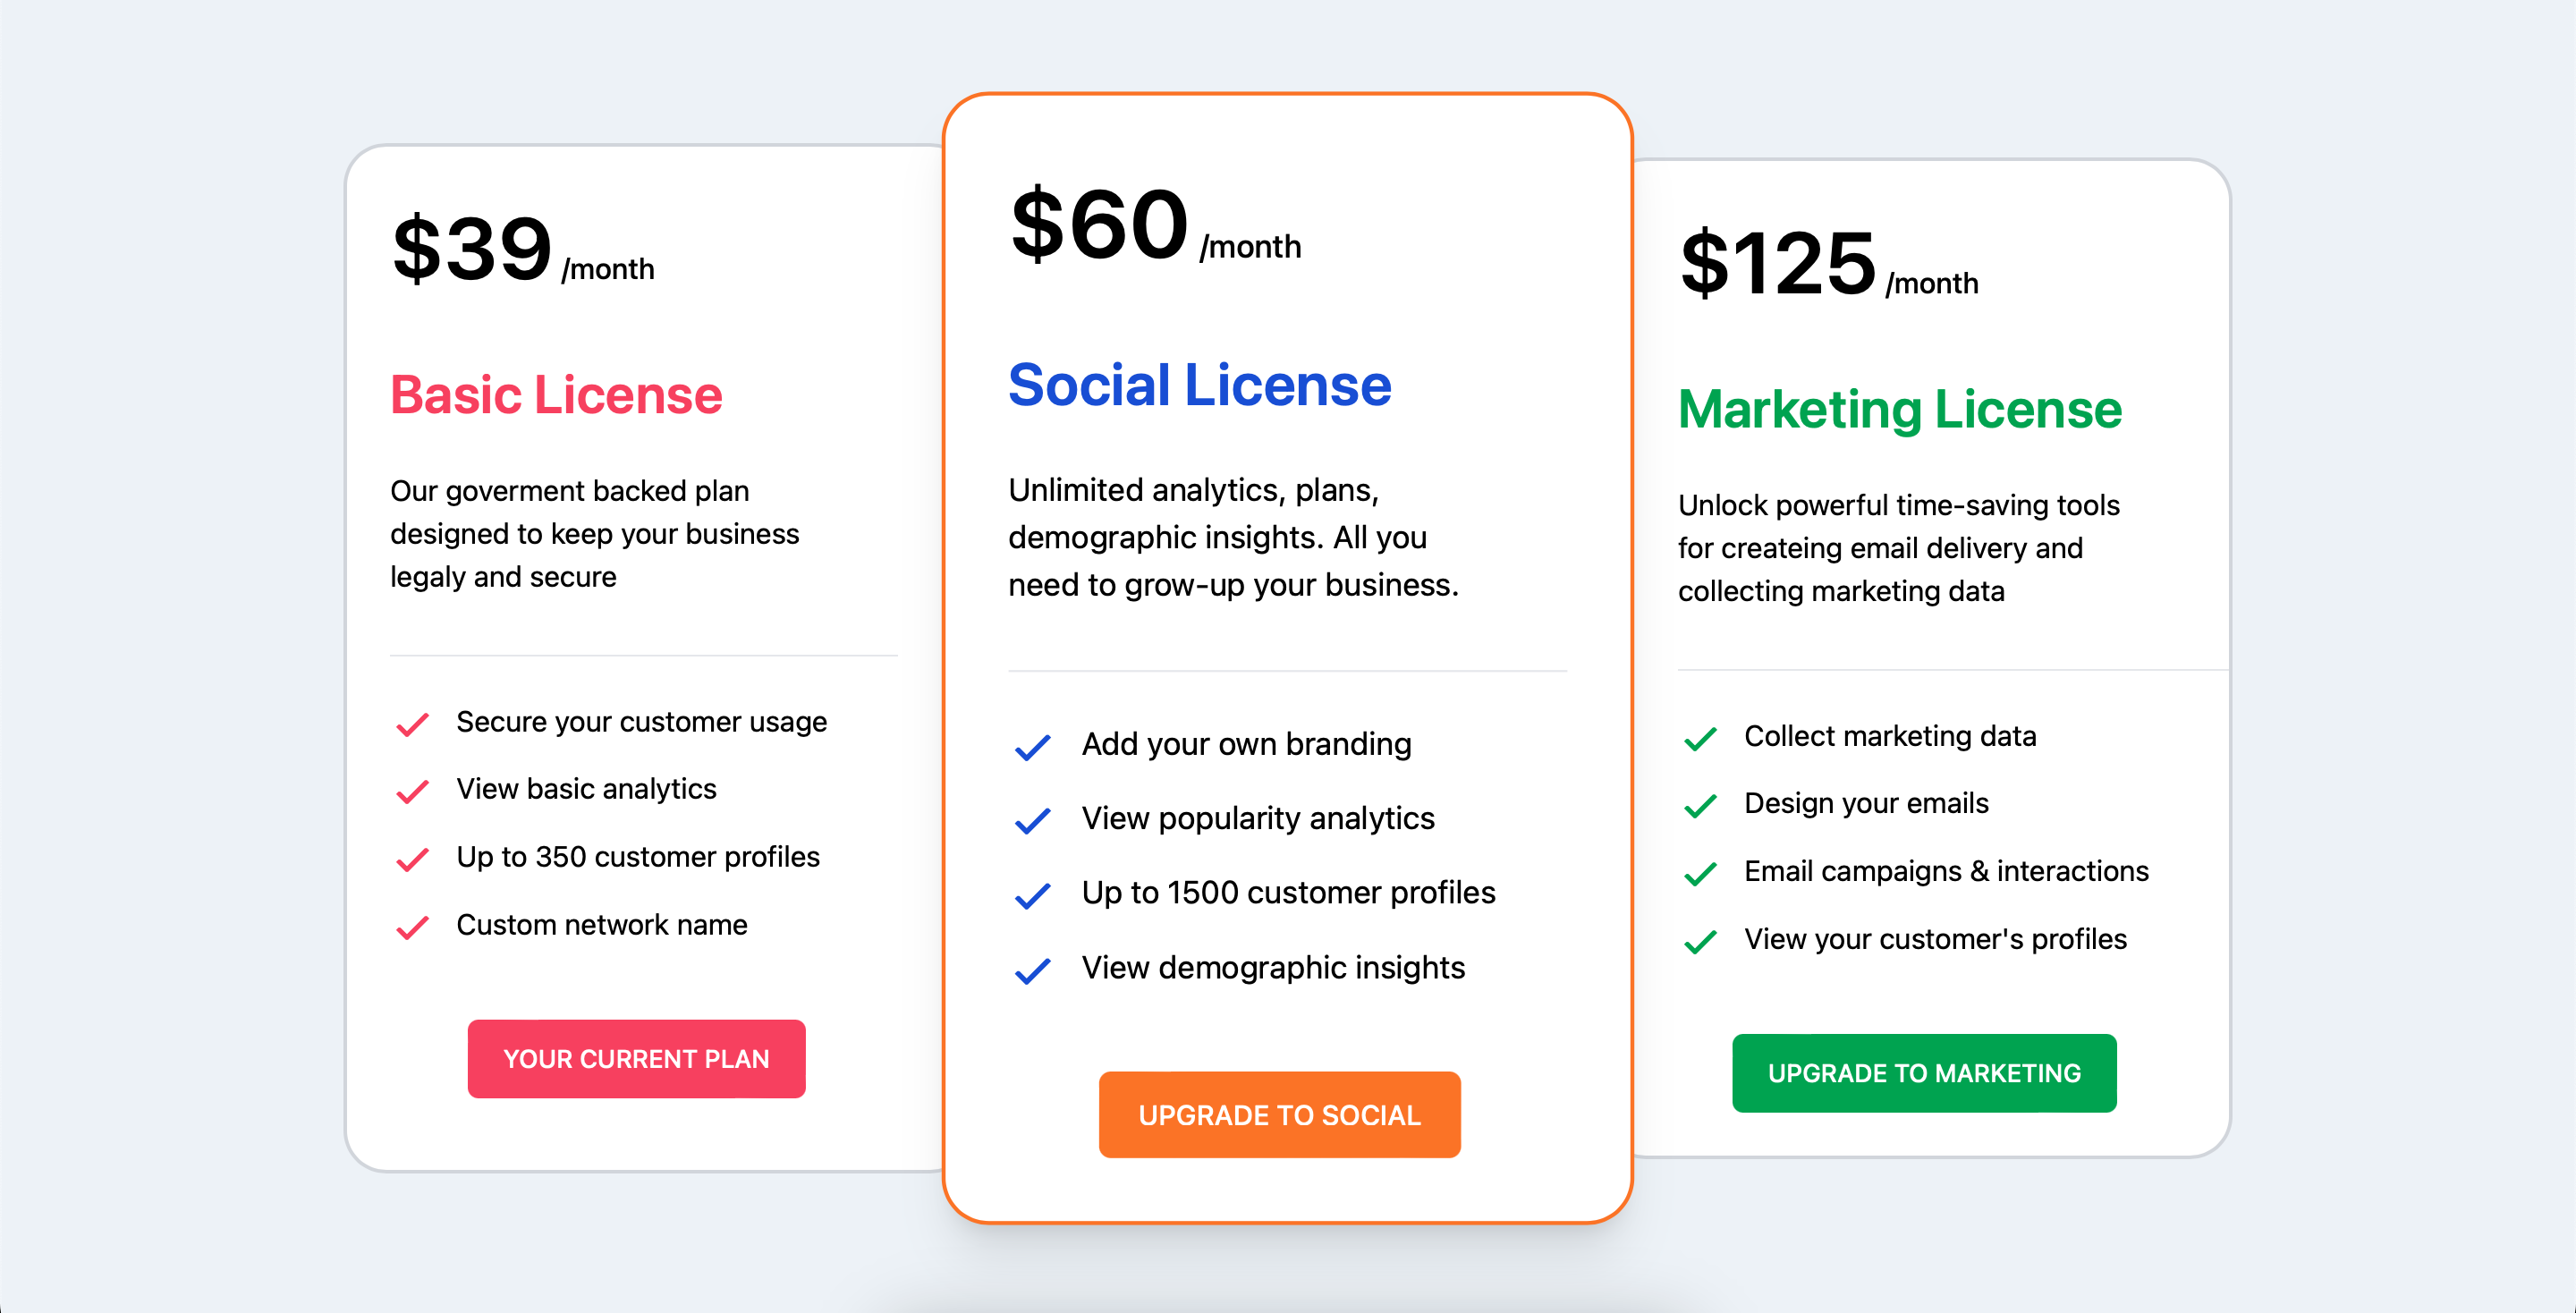 $39 /month
Basic License
Our goverment backed plan
designed to keep your business
legaly and secure
Secure your customer usage
View basic analytics
Up to 350 customer profiles
Custom network name
YOUR CURRENT PLAN
$60 /month
Social License
Unlimited analytics, plans,
demographic insights. All you
need to grow-up your business.
Add your own branding
View popularity analytics
Up to 1500 customer profiles
View demographic insights
UPGRADE TO SOCIAL
$125 /month
Marketing License
Unlock powerful time-saving tools
for createing email delivery and
collecting marketing data
Collect marketing data
Design your emails
Email campaigns & interactions
View your customer's profiles
UPGRADE TO MARKETING